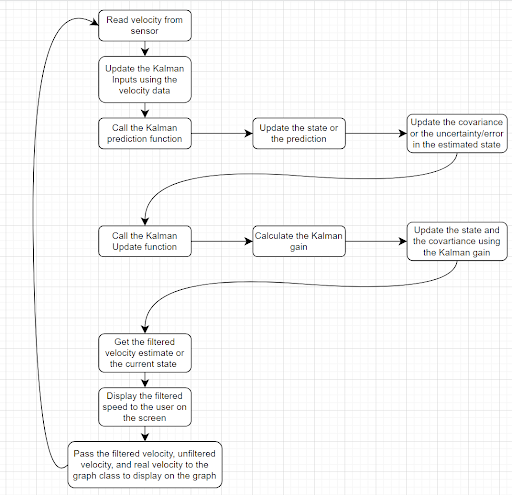 Read velocity from
sensor
Update the Kalman
Inputs using the
velocity data
Call the Kalman
prediction function
Update the state or
the prediction
Update the covariance
or the uncertainty/error
in the estimated state
Call the Kalman
Update function
Calculate the Kalman
gain
Update the state and
the covartiance using
the Kalman gain
Get the filtered
velocity estimate or
the current state
Display the filtered
speed to the user on
the screen
Pass the filtered velocity, unfiltered
velocity, and real velocity to the
graph class to display on the graph